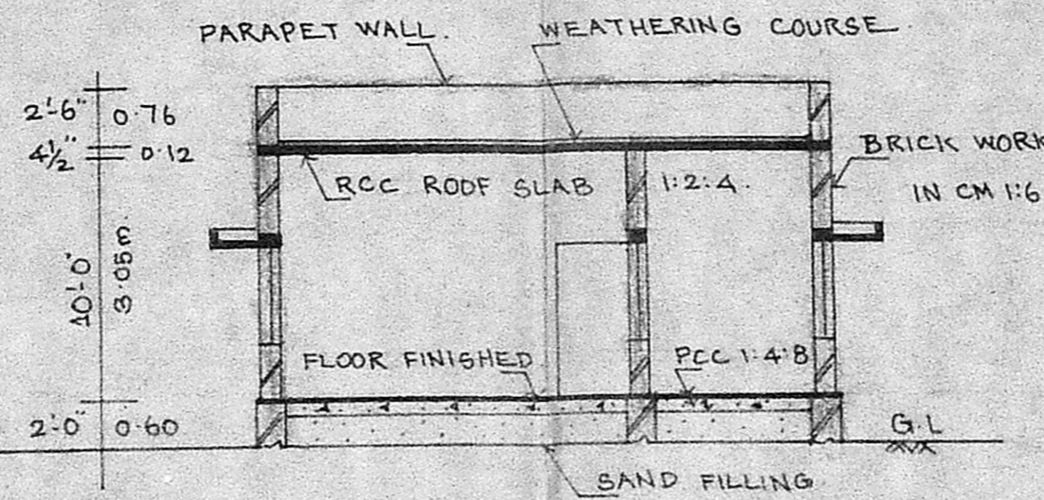 PARAPET WALL.
WEATHERING COURSE.
2'-6" 0.76
4½" 0.12
BRICK WORK
IN CM 1:6
RCC ROOF SLAB 1:2:4.
10'-0"
3.05m
FLOOR FINISHED
PCC 1:4:8
2'-0" 0.60
G.L
SAND FILLING